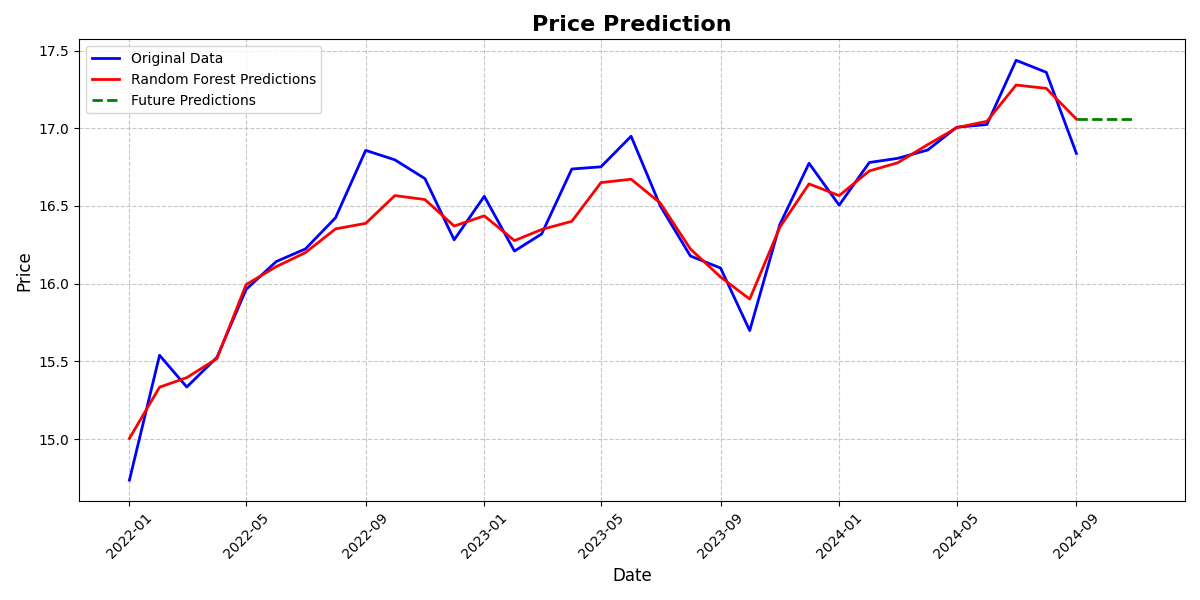 Price Prediction
Original Data
Random Forest Predictions
Future Predictions
Price
17.5
17.0
16.5
16.0
15.5
15.0
2022-01
2022-05
2022-09
2023-01
2023-05
2023-09
2024-01
2024-05
2024-09
Date